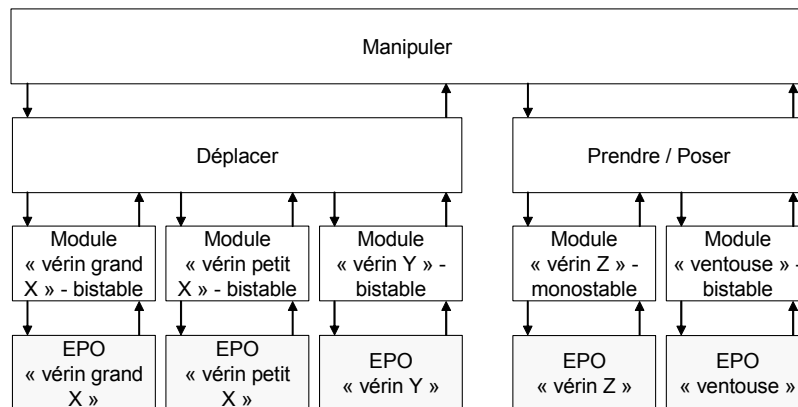 Manipuler
Déplacer
Prendre / Poser
Module
« vérin grand
X » - bistable
Module
« vérin petit
X » - bistable
Module
« vérin Y » -
bistable
Module
« vérin Z » -
monostable
Module
« ventouse » -
bistable
EPO
« vérin grand
X »
EPO
« vérin petit
X »
EPO
« vérin Y »
EPO
« vérin Z »
EPO
« ventouse »